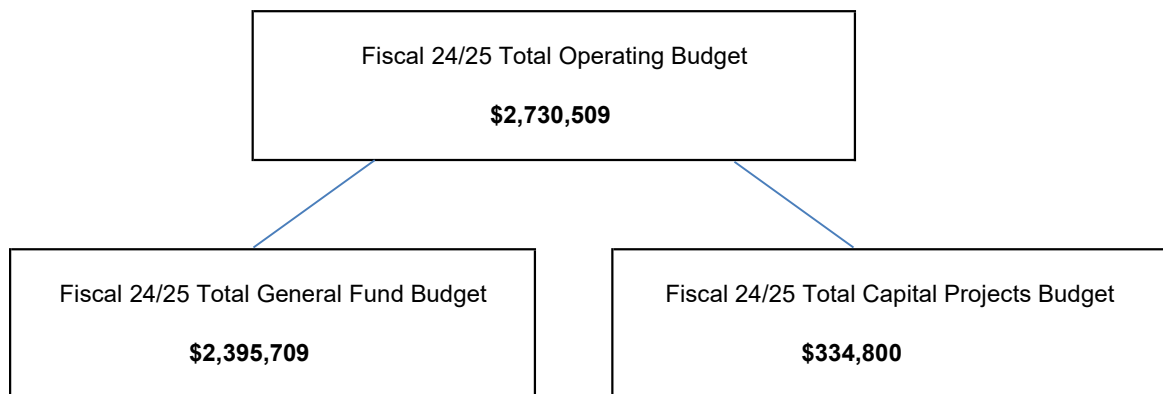 Fiscal 24/25 Total Operating Budget
$2,730,509
Fiscal 24/25 Total General Fund Budget
$2,395,709
Fiscal 24/25 Total Capital Projects Budget
$334,800